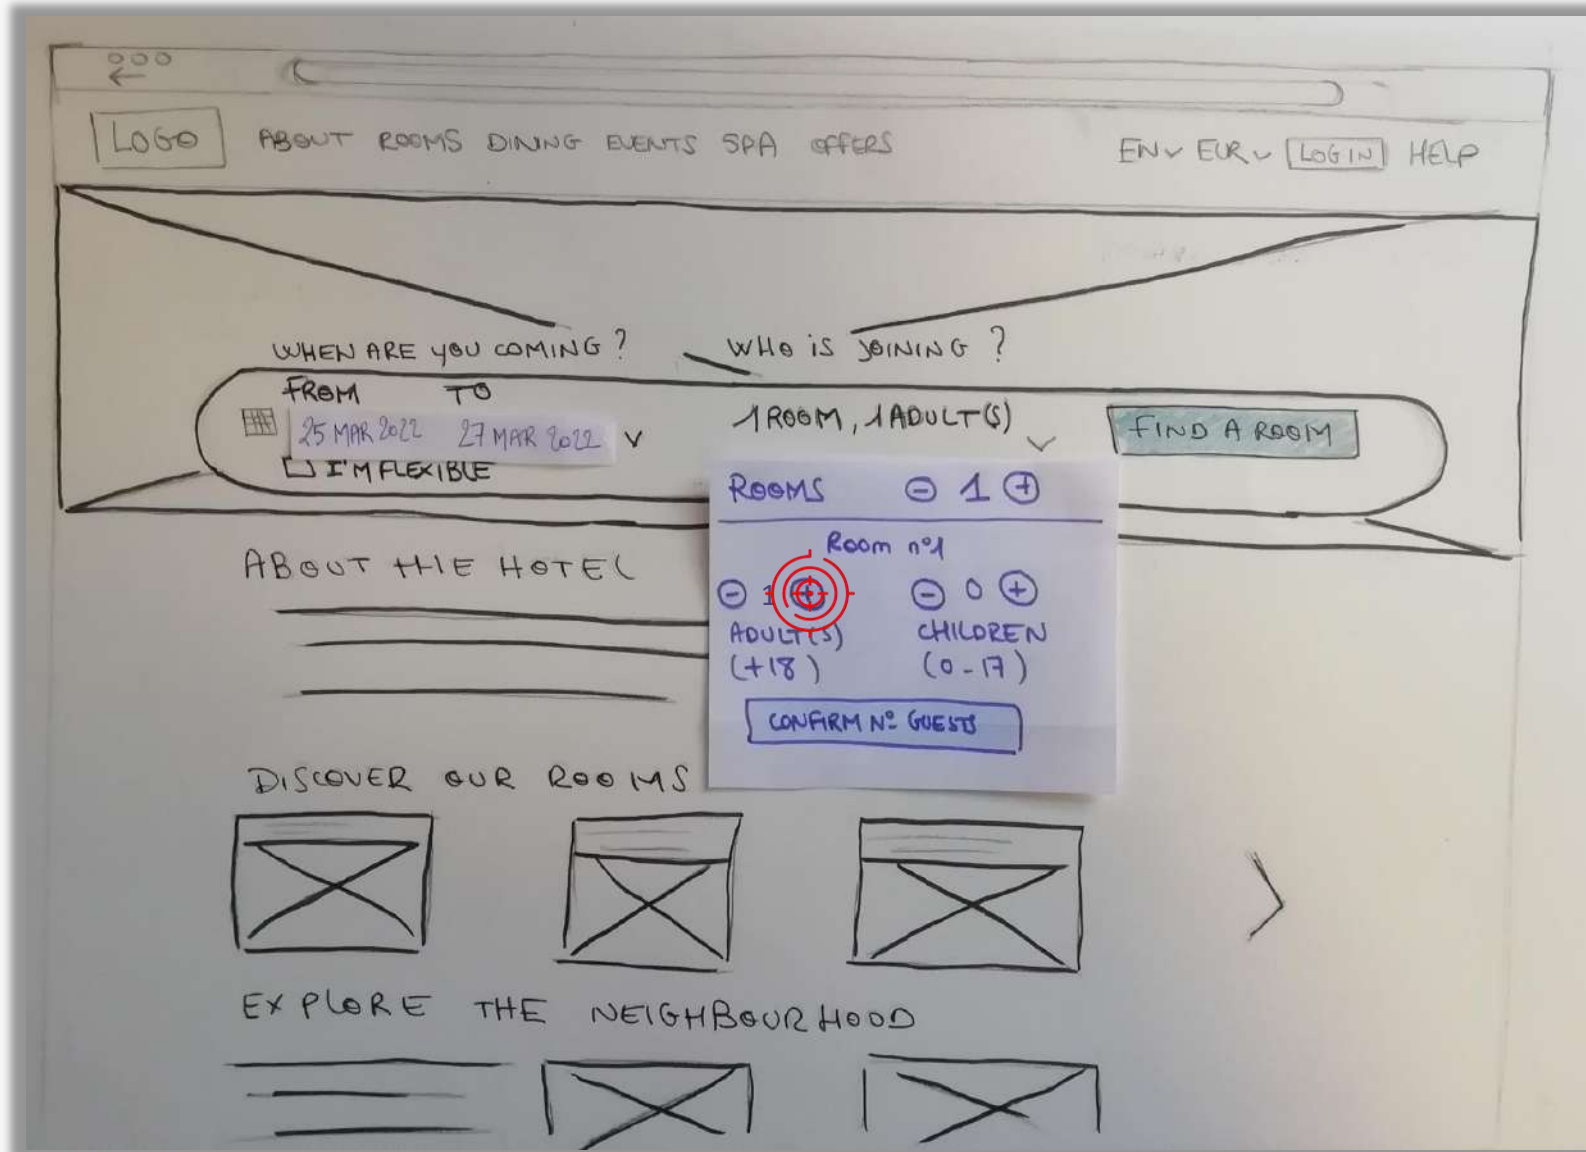 LOGO ABOUT ROOMS DINING EVENTS SPA OFFERS EN EUR LOGIN HELP
WHEN ARE YOU COMING? WHO IS JOINING?
FROM TO
25 MAR 2022 27 MAR 2022 1 ROOM, 1 ADULT(S) FIND A ROOM
I'M FLEXIBLE
ROOMS - 1 +
Room nº1
- 1 + - 0 +
ADULT(S) CHILDREN
(+18) (0-17)
CONFIRM Nº GUESTS
ABOUT THE HOTEL
DISCOVER OUR ROOMS
EXPLORE THE NEIGHBOURHOOD